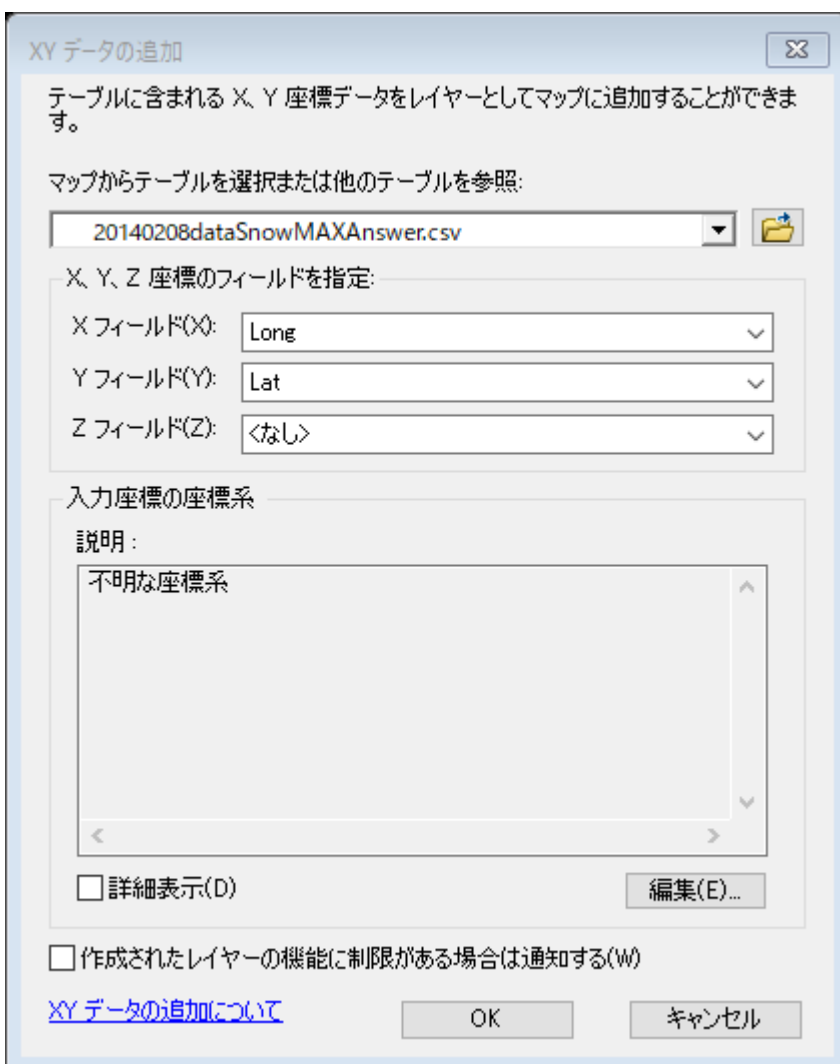 XY データの追加
テーブルに含まれる X、Y 座標データをレイヤーとしてマップに追加することができま
す。
マップからテーブルを選択または他のテーブルを参照:
20140208dataSnowMAXAnswer.csv
X、Y、Z 座標のフィールドを指定:
X フィールド(X): Long
Y フィールド(Y): Lat
Z フィールド(Z): <なし>
入力座標の座標系
説明:
不明な座標系
詳細表示(D) 編集(E)...
作成されたレイヤーの機能に制限がある場合は通知する(W)
XY データの追加について OK キャンセル